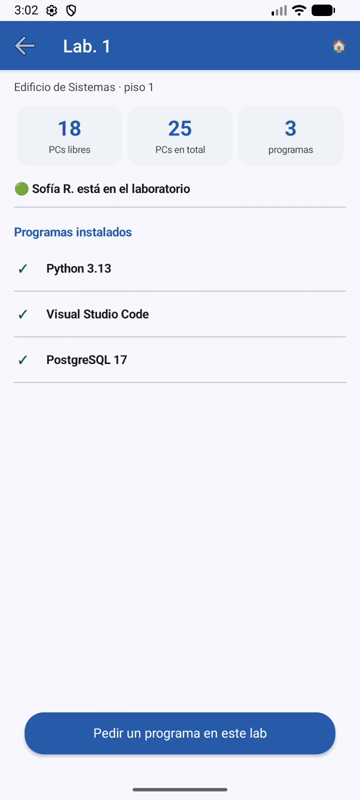 3:02
Lab. 1
Edificio de Sistemas · piso 1
18 25 3
PCs libres PCs en total programas
Sofía R. está en el laboratorio
Programas instalados
✓ Python 3.13
✓ Visual Studio Code
✓ PostgreSQL 17
Pedir un programa en este lab